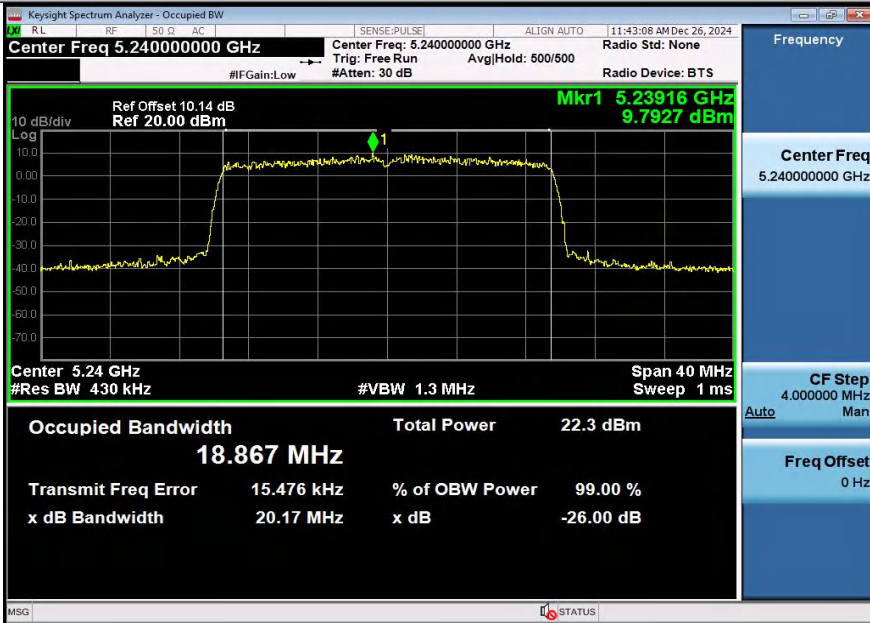 Keysight Spectrum Analyzer - Occupied BW
LXI RL RF 50 Ω AC SENSE:PULSE ALIGN AUTO 11:43:08 AM Dec 26, 2024
Center Freq 5.240000000 GHz
Center Freq: 5.240000000 GHz
Radio Std: None
Trig: Free Run Avg|Hold: 500/500
#IFGain:Low
#Atten: 30 dB
Radio Device: BTS
Frequency
Ref Offset 10.14 dB
Mkr1 5.23916 GHz
10 dB/div Ref 20.00 dBm
9.7927 dBm
Log
1
10.0
0.00
-10.0
-20.0
-30.0
-40.0
-50.0
-60.0
-70.0
Center 5.24 GHz
Span 40 MHz
#Res BW 430 kHz
#VBW 1.3 MHz
Sweep 1 ms
Occupied Bandwidth
Total Power 22.3 dBm
18.867 MHz
Transmit Freq Error 15.476 kHz
% of OBW Power 99.00 %
x dB Bandwidth 20.17 MHz
x dB -26.00 dB
Center Freq
5.240000000 GHz
CF Step
4.000000 MHz
Auto Man
Freq Offset
0 Hz
MSG
STATUS